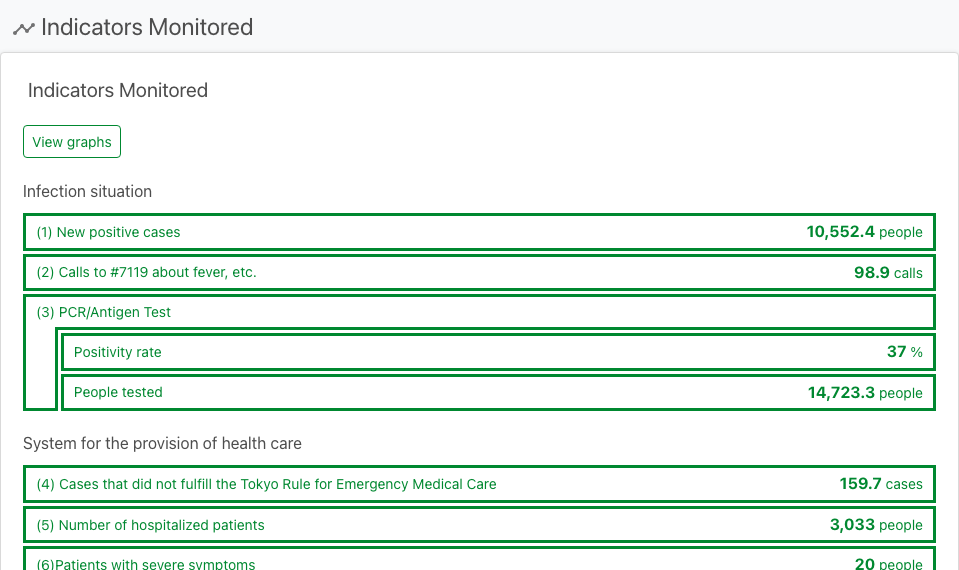 Indicators Monitored
Indicators Monitored
View graphs
Infection situation
(1) New positive cases 10,552.4 people
(2) Calls to #7119 about fever, etc. 98.9 calls
(3) PCR/Antigen Test
Positivity rate 37 %
People tested 14,723.3 people
System for the provision of health care
(4) Cases that did not fulfill the Tokyo Rule for Emergency Medical Care 159.7 cases
(5) Number of hospitalized patients 3,033 people
(6)Patients with severe symptoms 20 people